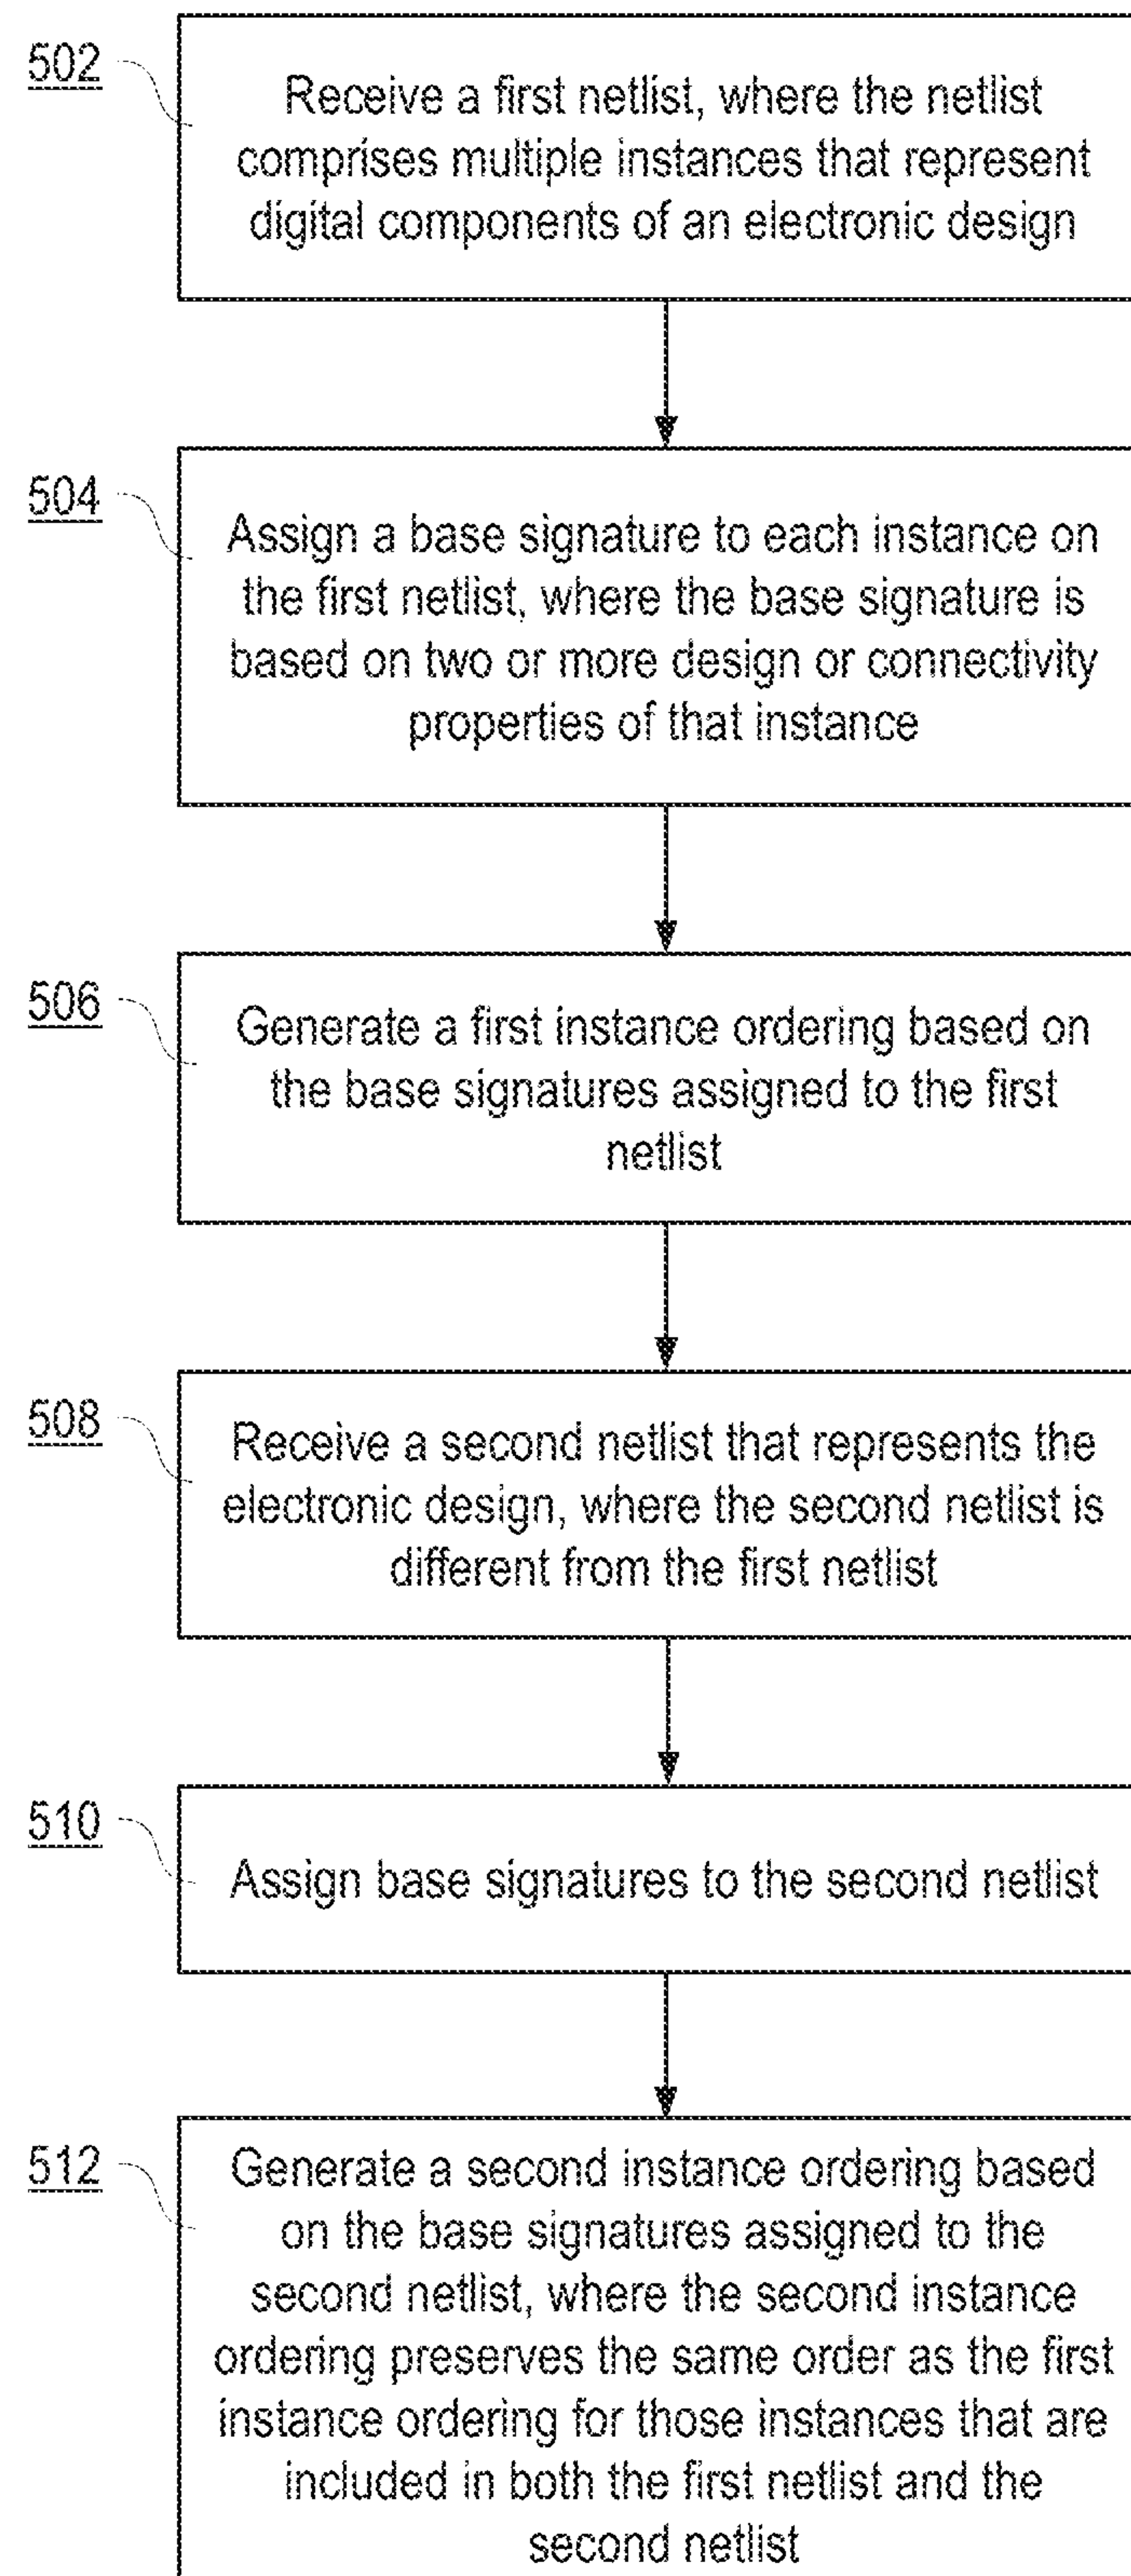 502
Receive a first netlist, where the netlist
comprises multiple instances that represent
digital components of an electronic design
504
Assign a base signature to each instance on
the first netlist, where the base signature is
based on two or more design or connectivity
properties of that instance
506
Generate a first instance ordering based on
the base signatures assigned to the first
netlist
508
Receive a second netlist that represents the
electronic design, where the second netlist is
different from the first netlist
510
Assign base signatures to the second netlist
512
Generate a second instance ordering based
on the base signatures assigned to the
second netlist, where the second instance
ordering preserves the same order as the first
instance ordering for those instances that are
included in both the first netlist and the
second netlist